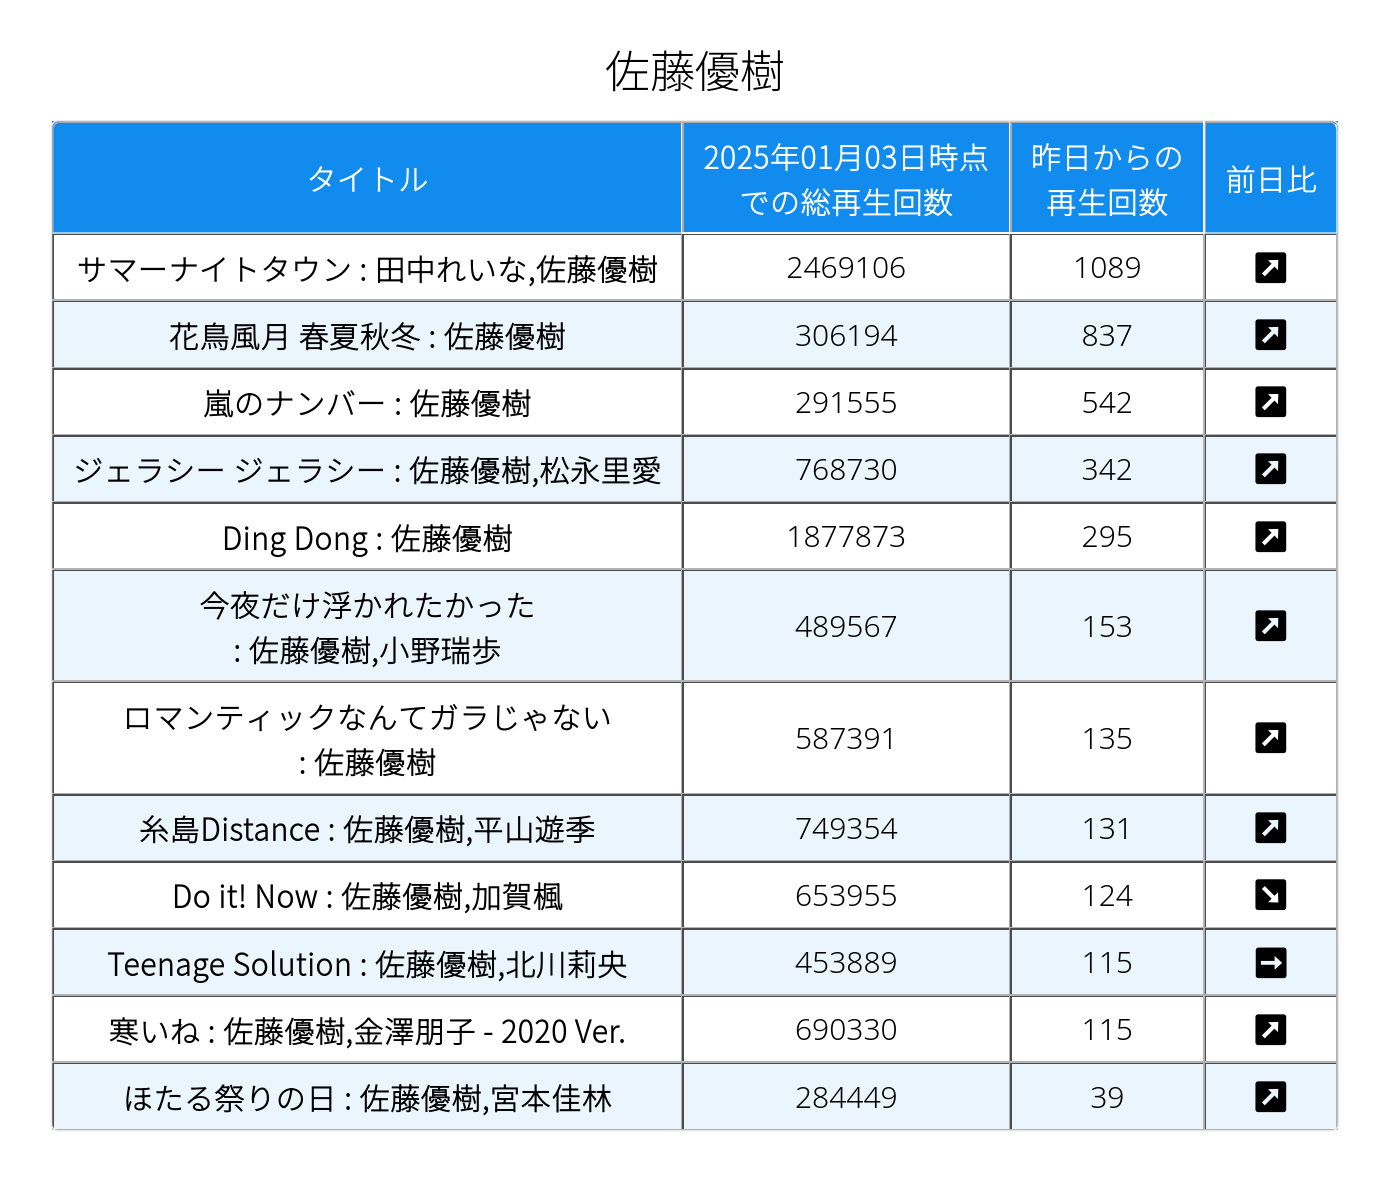 佐藤優樹
タイトル
2025年01月03日時点
での総再生回数
昨日からの
再生回数
前日比
サマーナイトタウン : 田中れいな,佐藤優樹 2469106 1089 ↗
花鳥風月 春夏秋冬 : 佐藤優樹 306194 837 ↗
嵐のナンバー : 佐藤優樹 291555 542 ↗
ジェラシー ジェラシー : 佐藤優樹,松永里愛 768730 342 ↗
Ding Dong : 佐藤優樹 1877873 295 ↗
今夜だけ浮かれたかった
: 佐藤優樹,小野瑞歩 489567 153 ↗
ロマンティックなんてガラじゃない
: 佐藤優樹 587391 135 ↗
糸島Distance : 佐藤優樹,平山遊季 749354 131 ↗
Do it! Now : 佐藤優樹,加賀楓 653955 124 ↘
Teenage Solution : 佐藤優樹,北川莉央 453889 115 →
寒いね : 佐藤優樹,金澤朋子 - 2020 Ver. 690330 115 ↗
ほたる祭りの日 : 佐藤優樹,宮本佳林 284449 39 ↗